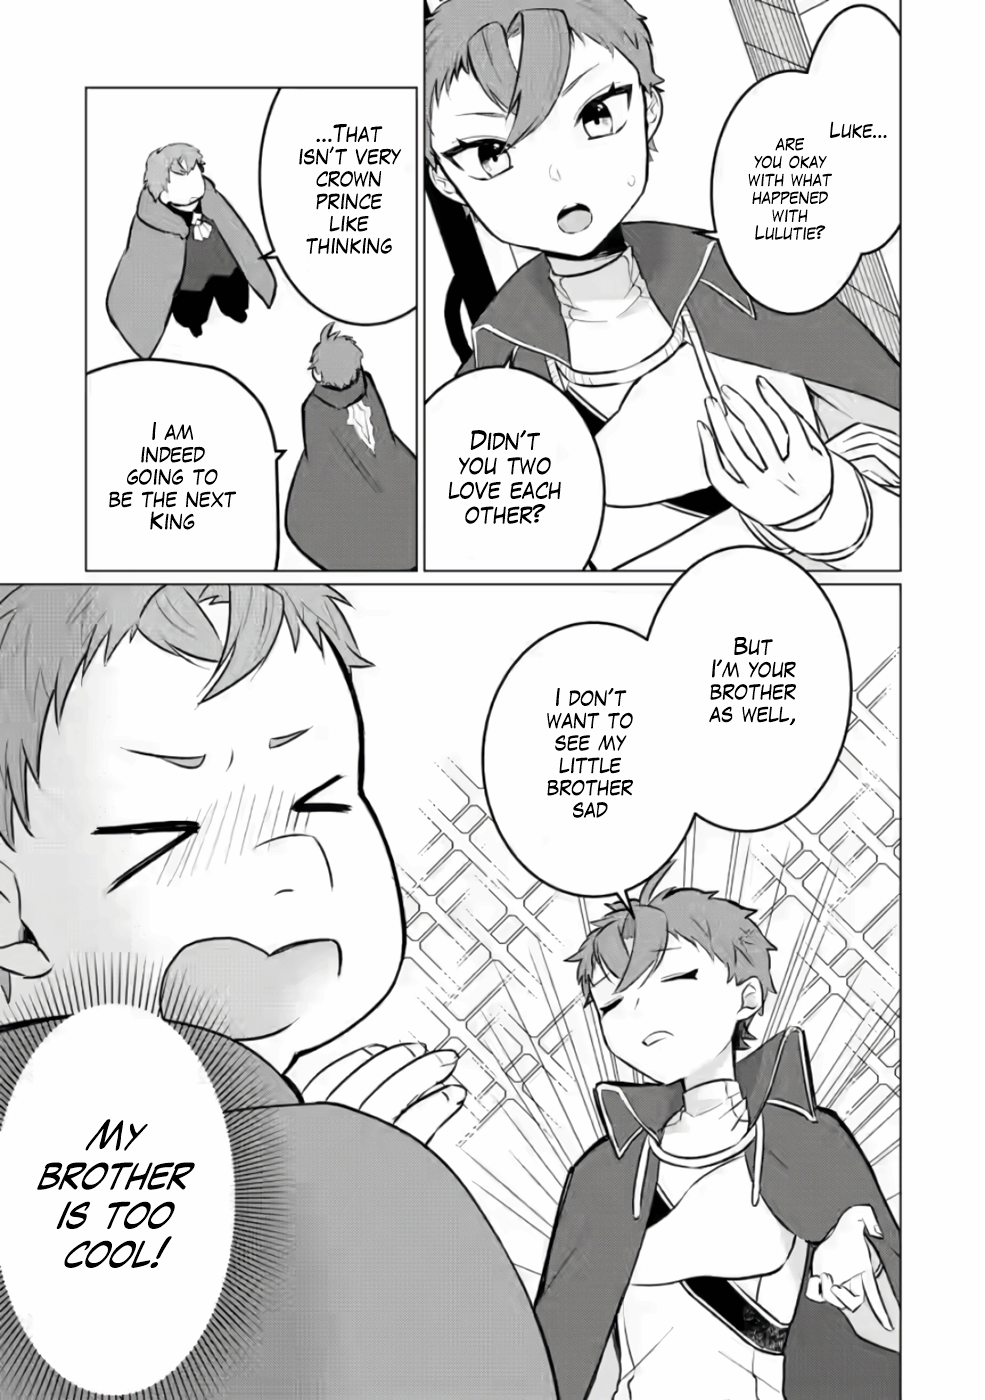 Luke...
are
you okay
with what
happened
with
Lulutie?
Didn't
you two
love each
other?
...That
isn't very
crown
prince
like
thinking
I am
indeed
going to
be the next
King
But
I'm your
brother
as well,
I don't
want to
see my
little
brother
sad
My
brother
is too
cool!